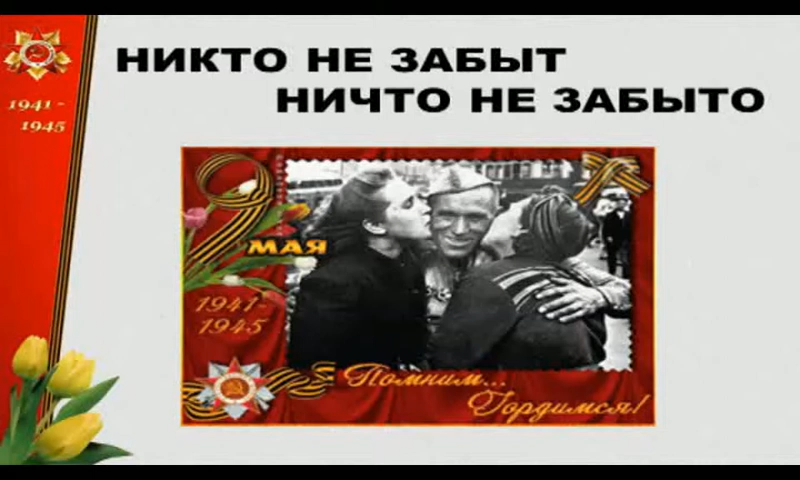 1941-
1945
НИКТО НЕ ЗАБЫТ
НИЧТО НЕ ЗАБЫТО
9
МАЯ
1941-
1945
Помним...
Гордимся!